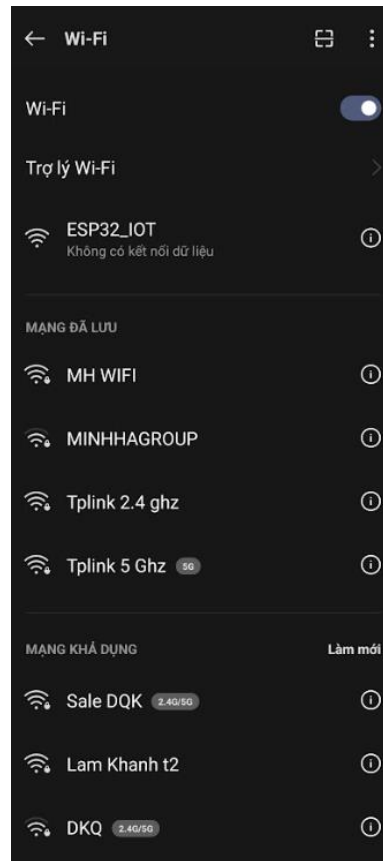 Wi-Fi
Wi-Fi
Trợ lý Wi-Fi
ESP32_IOT
Không có kết nối dữ liệu
MẠNG ĐÃ LƯU
MH WIFI
MINHHAGROUP
Tplink 2.4 ghz
Tplink 5 Ghz 5G
MẠNG KHẢ DỤNG Làm mới
Sale DQK 2.4G/5G
Lam Khanh t2
DKQ 2.4G/5G